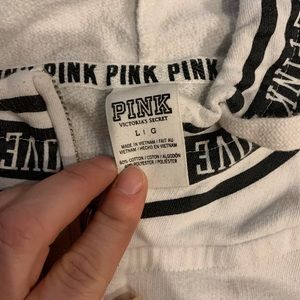 PINK PINK PINK PIN
PINK
VICTORIA'S SECRET
L | G
MADE IN VIETNAM / FAIT AU
VIETNAM / HECHO EN VIETNAM
60% COTTON / COTON / ALGODÓN
40% POLYESTER / POLIÉSTER